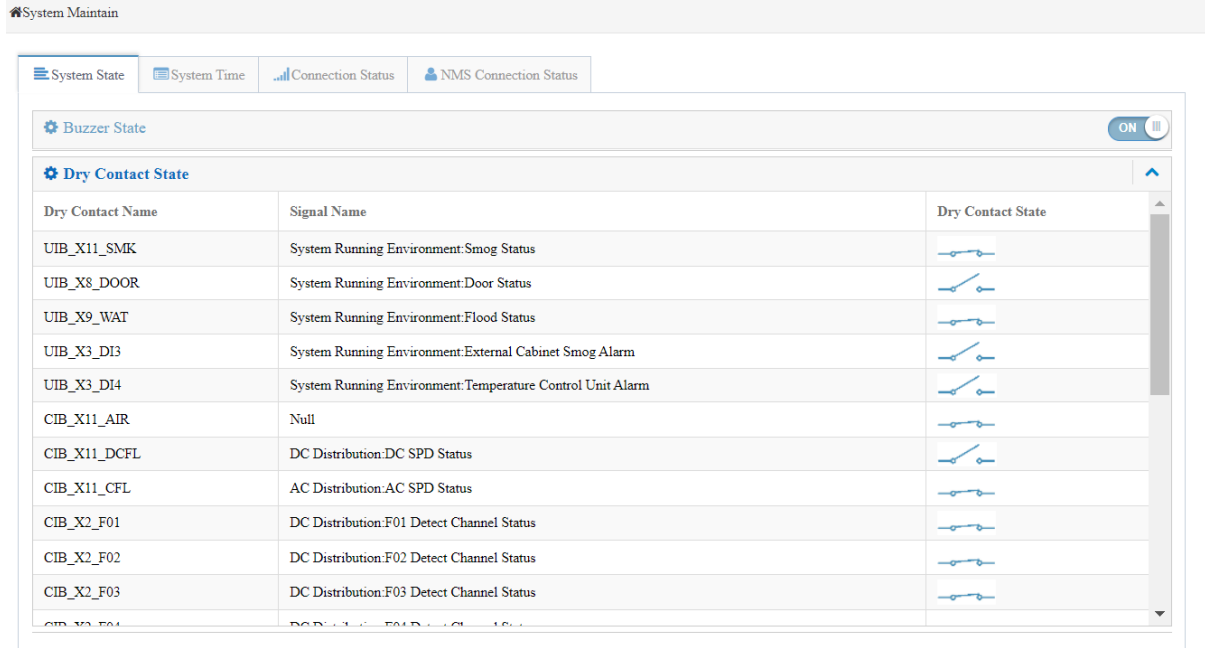 System Maintain
System State System Time Connection Status NMS Connection Status
Buzzer State ON
Dry Contact State
Dry Contact Name Signal Name Dry Contact State
UIB_X11_SMK System Running Environment:Smog Status
UIB_X8_DOOR System Running Environment:Door Status
UIB_X9_WAT System Running Environment:Flood Status
UIB_X3_DI3 System Running Environment:External Cabinet Smog Alarm
UIB_X3_DI4 System Running Environment:Temperature Control Unit Alarm
CIB_X11_AIR Null
CIB_X11_DCFL DC Distribution:DC SPD Status
CIB_X11_CFL AC Distribution:AC SPD Status
CIB_X2_F01 DC Distribution:F01 Detect Channel Status
CIB_X2_F02 DC Distribution:F02 Detect Channel Status
CIB_X2_F03 DC Distribution:F03 Detect Channel Status